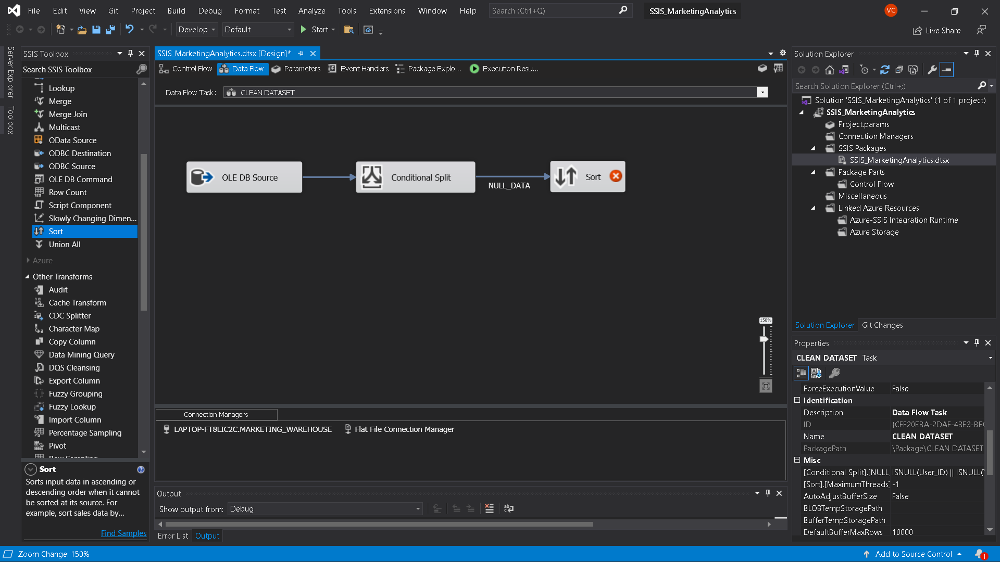 File Edit View Git Project Build Debug Format Test Analyze Tools Extensions Window Help Search (Ctrl+Q) SSIS_MarketingAnalytics VC
Develop Default Start Live Share
Server Explorer
Toolbox
SSIS Toolbox
Search SSIS Toolbox
Lookup
Merge
Merge Join
Multicast
OData Source
ODBC Destination
ODBC Source
OLE DB Command
Row Count
Script Component
Slowly Changing Dimen...
Sort
Union All
Azure
Other Transforms
Audit
Cache Transform
CDC Splitter
Character Map
Copy Column
Data Mining Query
DQS Cleansing
Export Column
Fuzzy Grouping
Fuzzy Lookup
Import Column
Percentage Sampling
Pivot
Row Sampling
Sort
Sorts input data in ascending or
descending order when it cannot
be sorted at its source. For
example, sort sales data by...
Find Samples
SSIS_MarketingAnalytics.dtsx [Design]*
Control Flow Data Flow Parameters Event Handlers Package Explo... Execution Resu...
Data Flow Task: CLEAN DATASET
OLE DB Source
Conditional Split
NULL_DATA
Sort
150%
Connection Managers
LAPTOP-FT8LIC2C.MARKETING_WAREHOUSE Flat File Connection Manager
Output
Show output from: Debug
Error List Output
Solution Explorer
Search Solution Explorer (Ctrl+;)
Solution 'SSIS_MarketingAnalytics' (1 of 1 project)
SSIS_MarketingAnalytics
Project.params
Connection Managers
SSIS Packages
SSIS_MarketingAnalytics.dtsx
Package Parts
Control Flow
Miscellaneous
Linked Azure Resources
Azure-SSIS Integration Runtime
Azure Storage
Solution Explorer Git Changes
Properties
CLEAN DATASET Task
ForceExecutionValue False
Identification
Description Data Flow Task
ID {CFF20EBA-2DAF-43E3-BE
Name CLEAN DATASET
PackagePath \Package\CLEAN DATASET
Misc
[Conditional Split].[NULL_ ISNULL(User_ID) || ISNULL(
[Sort].[MaximumThreads] -1
AutoAdjustBufferSize False
BLOBTempStoragePath
BufferTempStoragePath
DefaultBufferMaxRows 10000
Zoom Change: 150% Add to Source Control 1